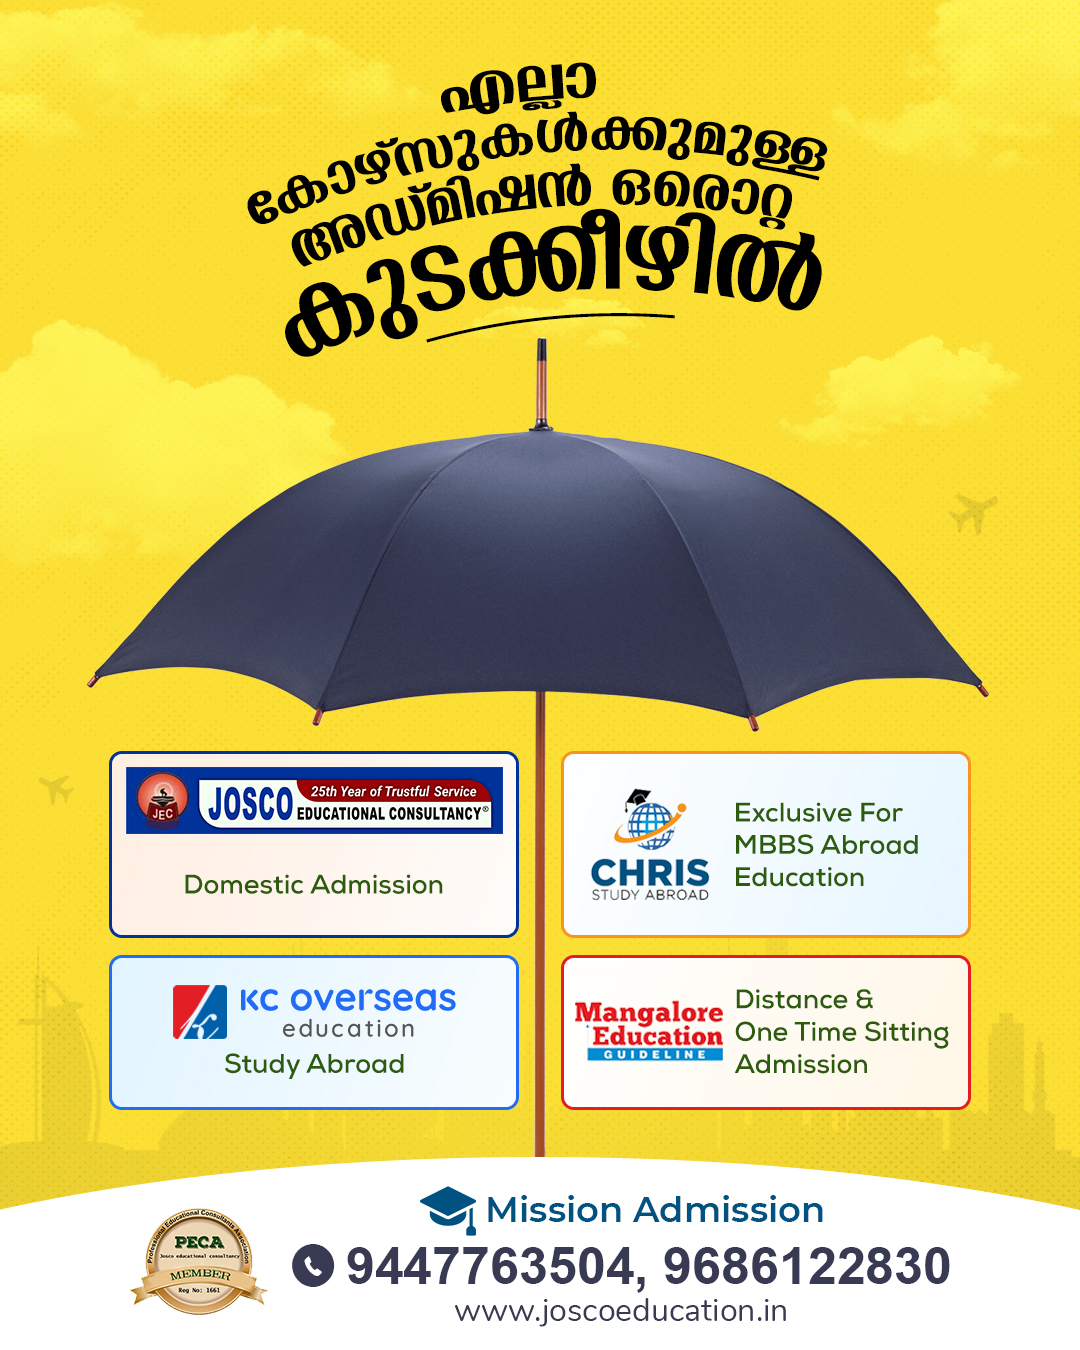 എല്ലാ
കോഴ്സുകൾക്കുമുള്ള
അഡ്മിഷൻ ഒരൊറ്റ
കുടക്കീഴിൽ
JEC
JOSCO
25th Year of Trustful Service
EDUCATIONAL CONSULTANCY®
Domestic Admission
CHRIS
STUDY ABROAD
Exclusive For
MBBS Abroad
Education
kc overseas
education
Study Abroad
Mangalore
Education
GUIDELINE
Distance &
One Time Sitting
Admission
Mission Admission
9447763504, 9686122830
www.joscoeducation.in
Professional Educational Consultants Association
PECA
Josco educational consultancy
MEMBER
Reg No: 1661